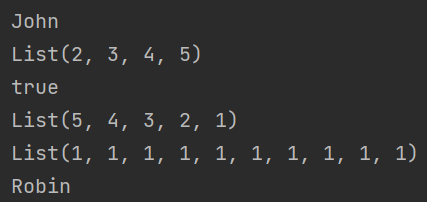 John
List(2, 3, 4, 5)
true
List(5, 4, 3, 2, 1)
List(1, 1, 1, 1, 1, 1, 1, 1, 1, 1)
Robin